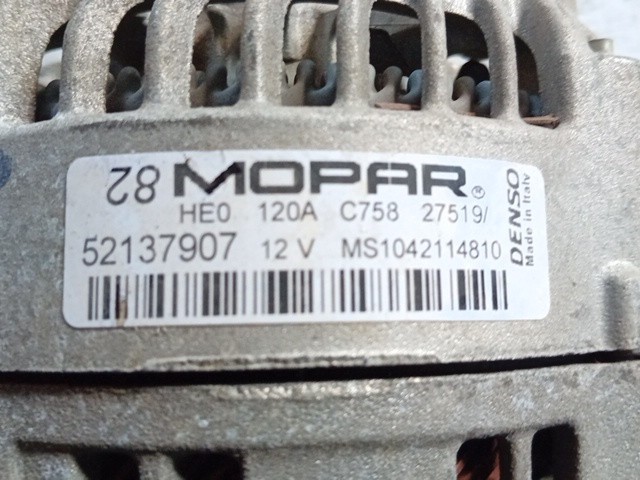 82 MOPAR®
HE0 120A C758 27519/
52137907 12 V MS1042114810
DENSO
Made in Italy